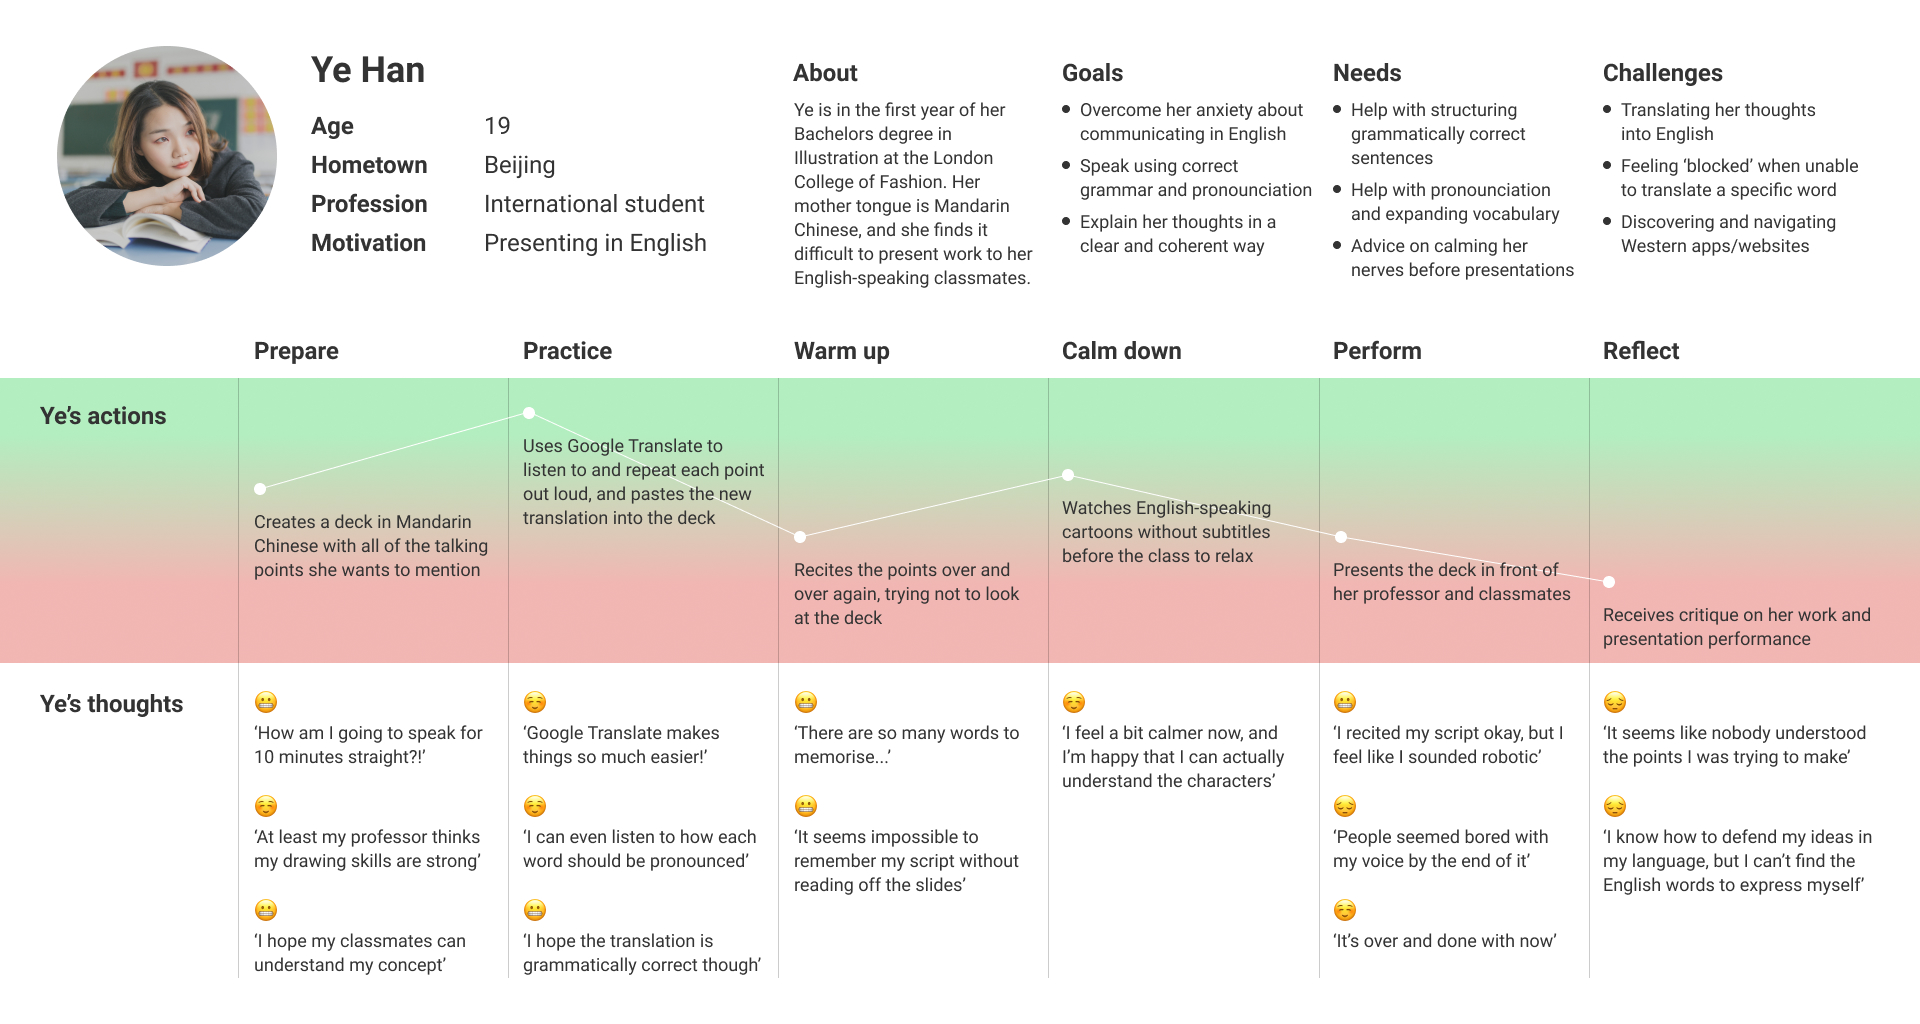 Ye Han
Age 19
Hometown Beijing
Profession International student
Motivation Presenting in English
About
Ye is in the first year of her
Bachelors degree in
Illustration at the London
College of Fashion. Her
mother tongue is Mandarin
Chinese, and she finds it
difficult to present work to her
English-speaking classmates.
Goals
• Overcome her anxiety about
communicating in English
• Speak using correct
grammar and pronounciation
• Explain her thoughts in a
clear and coherent way
Needs
• Help with structuring
grammatically correct
sentences
• Help with pronounciation
and expanding vocabulary
• Advice on calming her
nerves before presentations
Challenges
• Translating her thoughts
into English
• Feeling ‘blocked’ when unable
to translate a specific word
• Discovering and navigating
Western apps/websites
Prepare
Practice
Warm up
Calm down
Perform
Reflect
Ye’s actions
Creates a deck in Mandarin
Chinese with all of the talking
points she wants to mention
Uses Google Translate to
listen to and repeat each point
out loud, and pastes the new
translation into the deck
Recites the points over and
over again, trying not to look
at the deck
Watches English-speaking
cartoons without subtitles
before the class to relax
Presents the deck in front of
her professor and classmates
Receives critique on her work and
presentation performance
Ye’s thoughts
‘How am I going to speak for
10 minutes straight?!’
‘At least my professor thinks
my drawing skills are strong’
‘I hope my classmates can
understand my concept’
‘Google Translate makes
things so much easier!’
‘I can even listen to how each
word should be pronounced’
‘I hope the translation is
grammatically correct though’
‘There are so many words to
memorise...’
‘It seems impossible to
remember my script without
reading off the slides’
‘I feel a bit calmer now, and
I’m happy that I can actually
understand the characters’
‘I recited my script okay, but I
feel like I sounded robotic’
‘People seemed bored with
my voice by the end of it’
‘It’s over and done with now’
‘It seems like nobody understood
the points I was trying to make’
‘I know how to defend my ideas in
my language, but I can’t find the
English words to express myself’